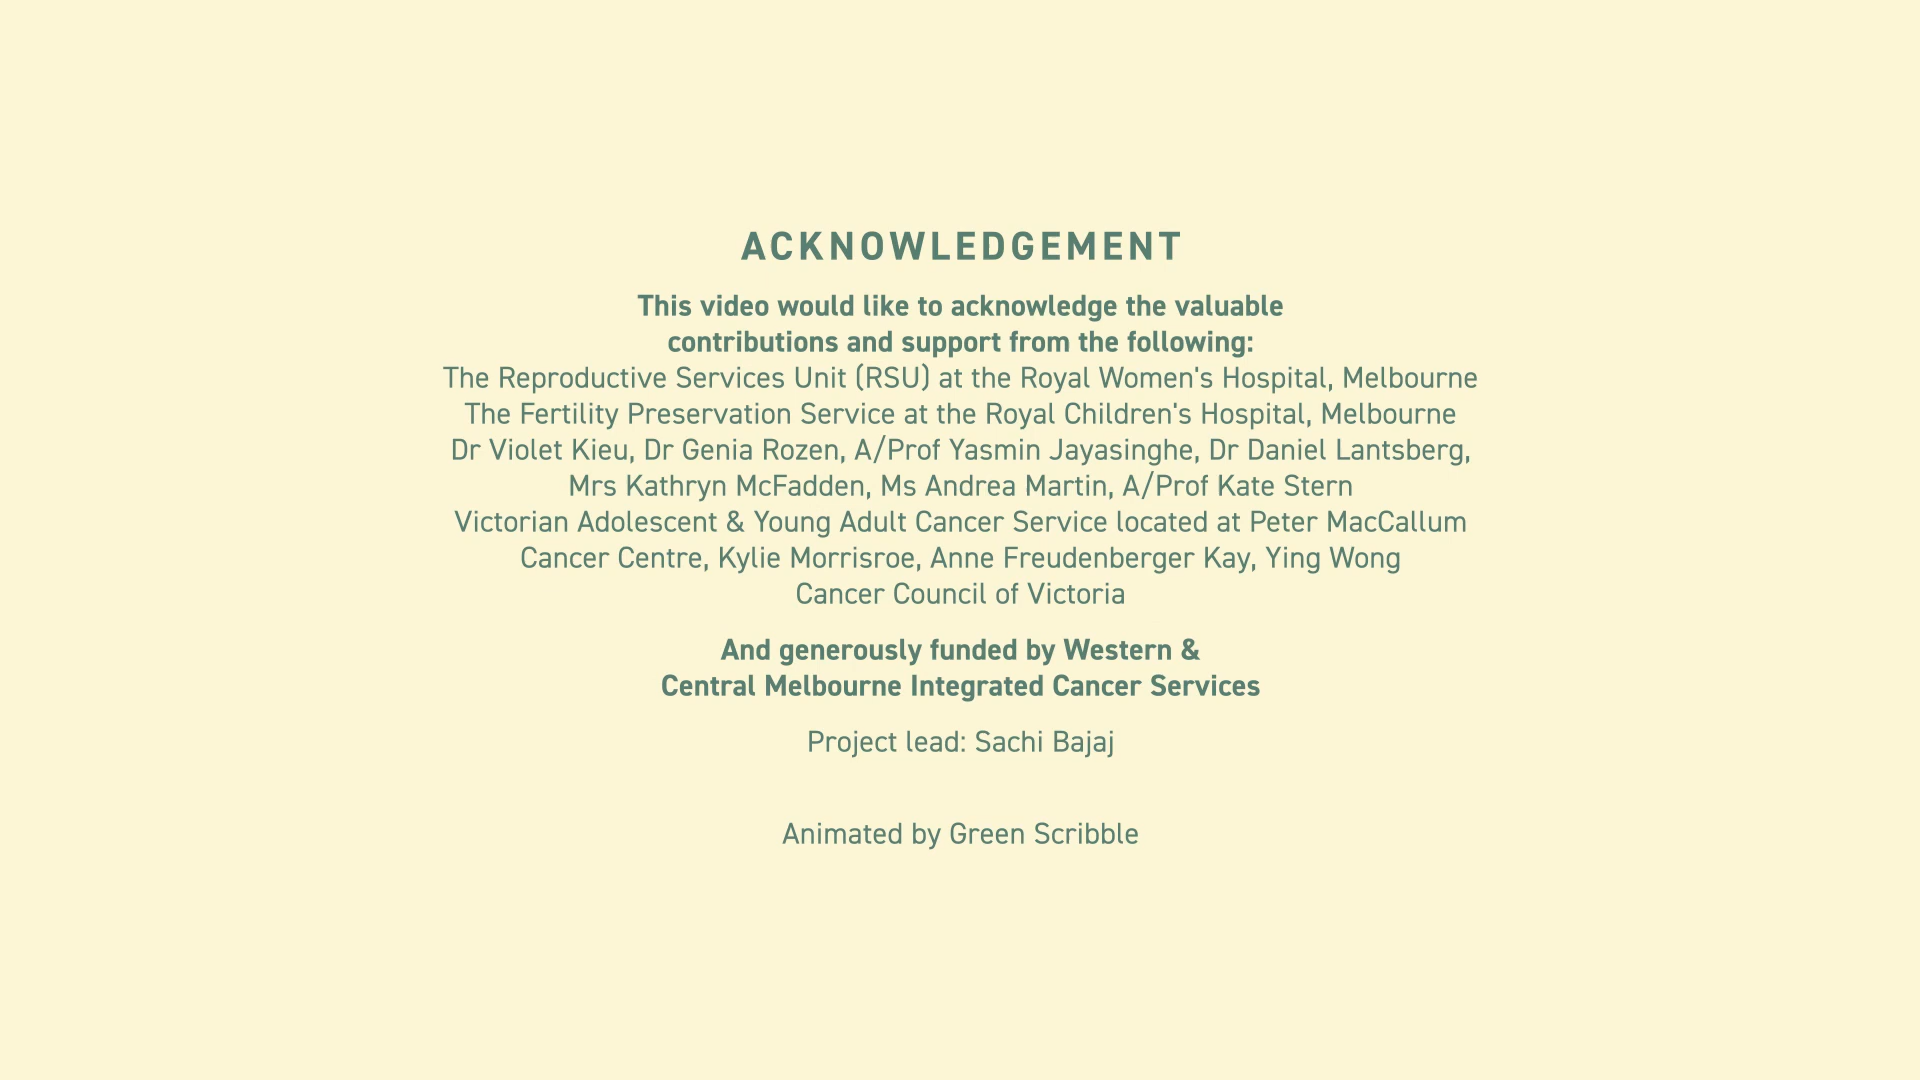 ACKNOWLEDGEMENT
This video would like to acknowledge the valuable
contributions and support from the following:
The Reproductive Services Unit (RSU) at the Royal Women's Hospital, Melbourne
The Fertility Preservation Service at the Royal Children's Hospital, Melbourne
Dr Violet Kieu, Dr Genia Rozen, A/Prof Yasmin Jayasinghe, Dr Daniel Lantsberg,
Mrs Kathryn McFadden, Ms Andrea Martin, A/Prof Kate Stern
Victorian Adolescent & Young Adult Cancer Service located at Peter MacCallum
Cancer Centre, Kylie Morrisroe, Anne Freudenberger Kay, Ying Wong
Cancer Council of Victoria
And generously funded by Western &
Central Melbourne Integrated Cancer Services
Project lead: Sachi Bajaj
Animated by Green Scribble